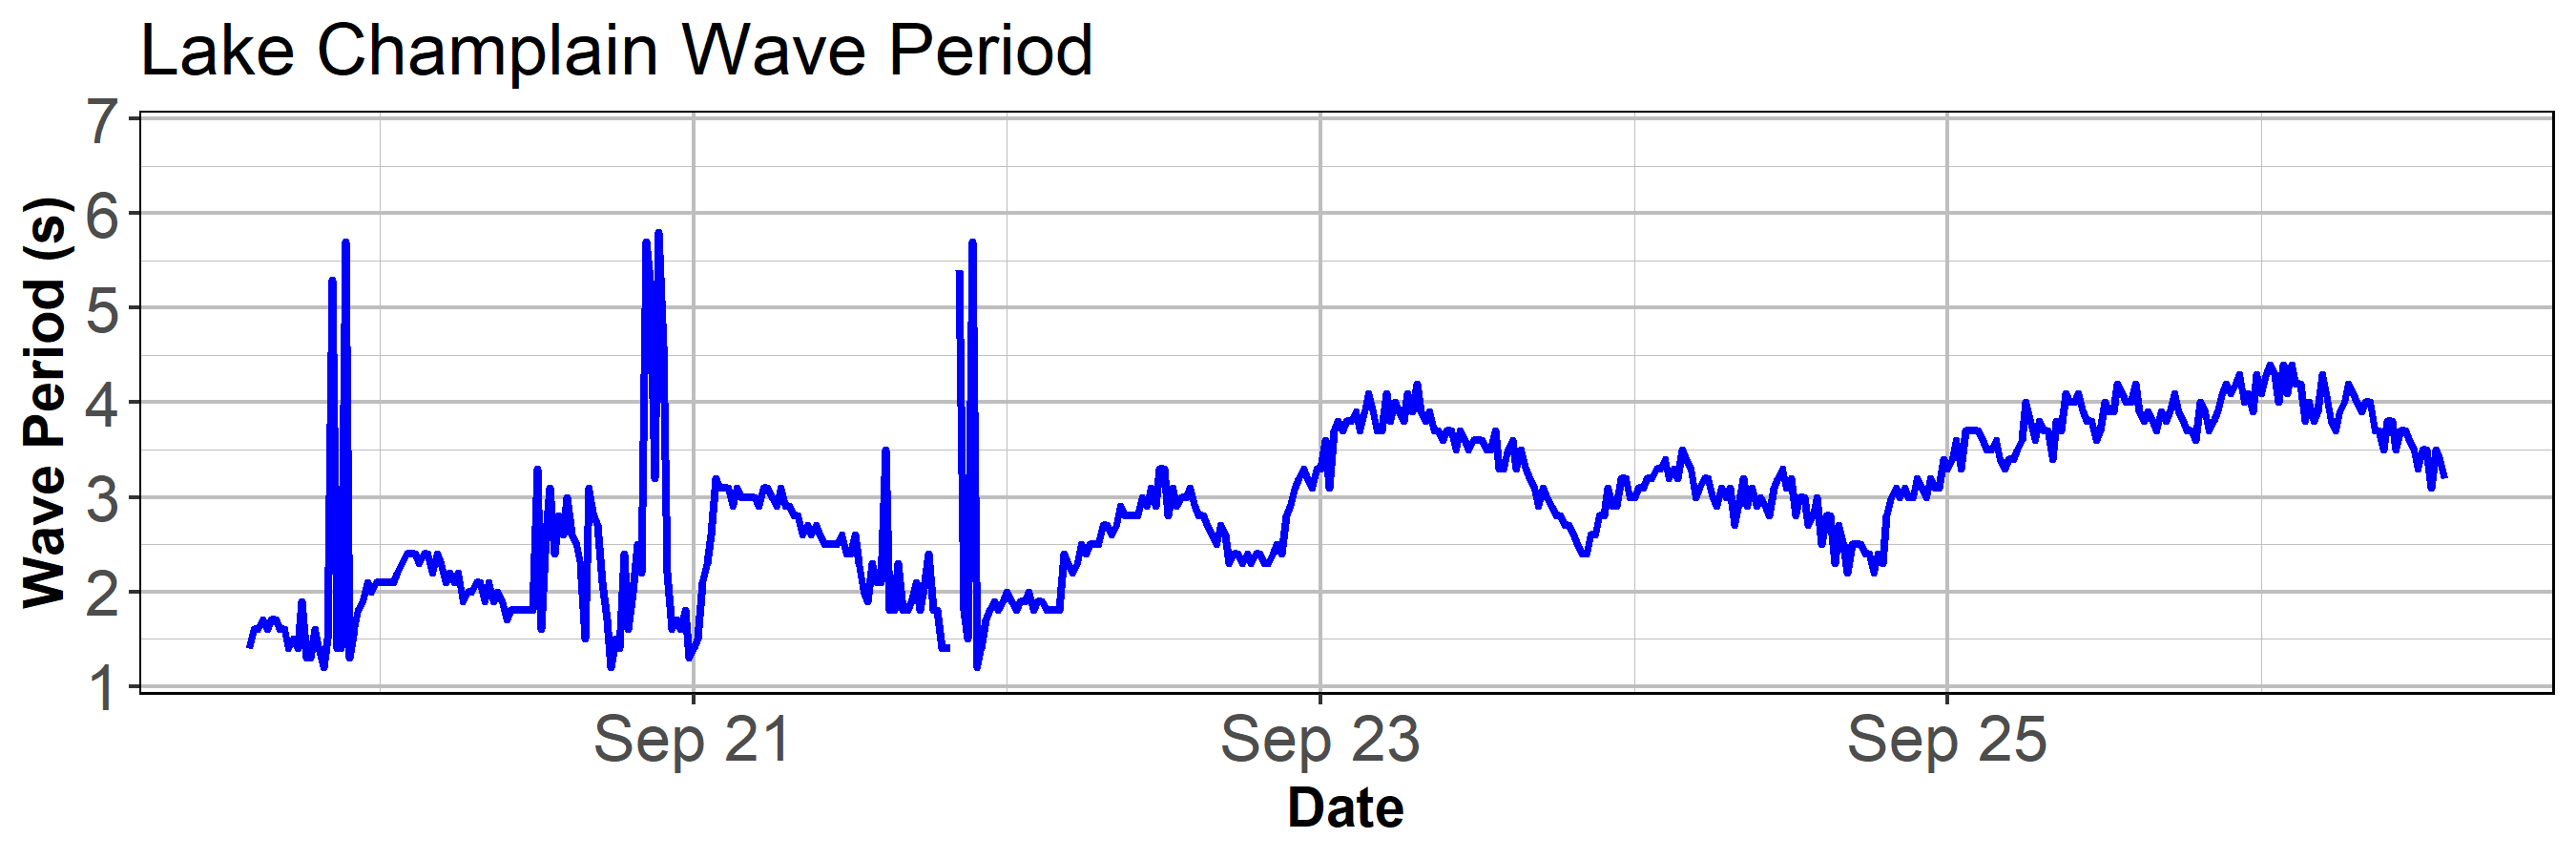 Lake Champlain Wave Period
Wave Period (s)
7
6
5
4
3
2
1
Sep 21
Sep 23
Sep 25
Date